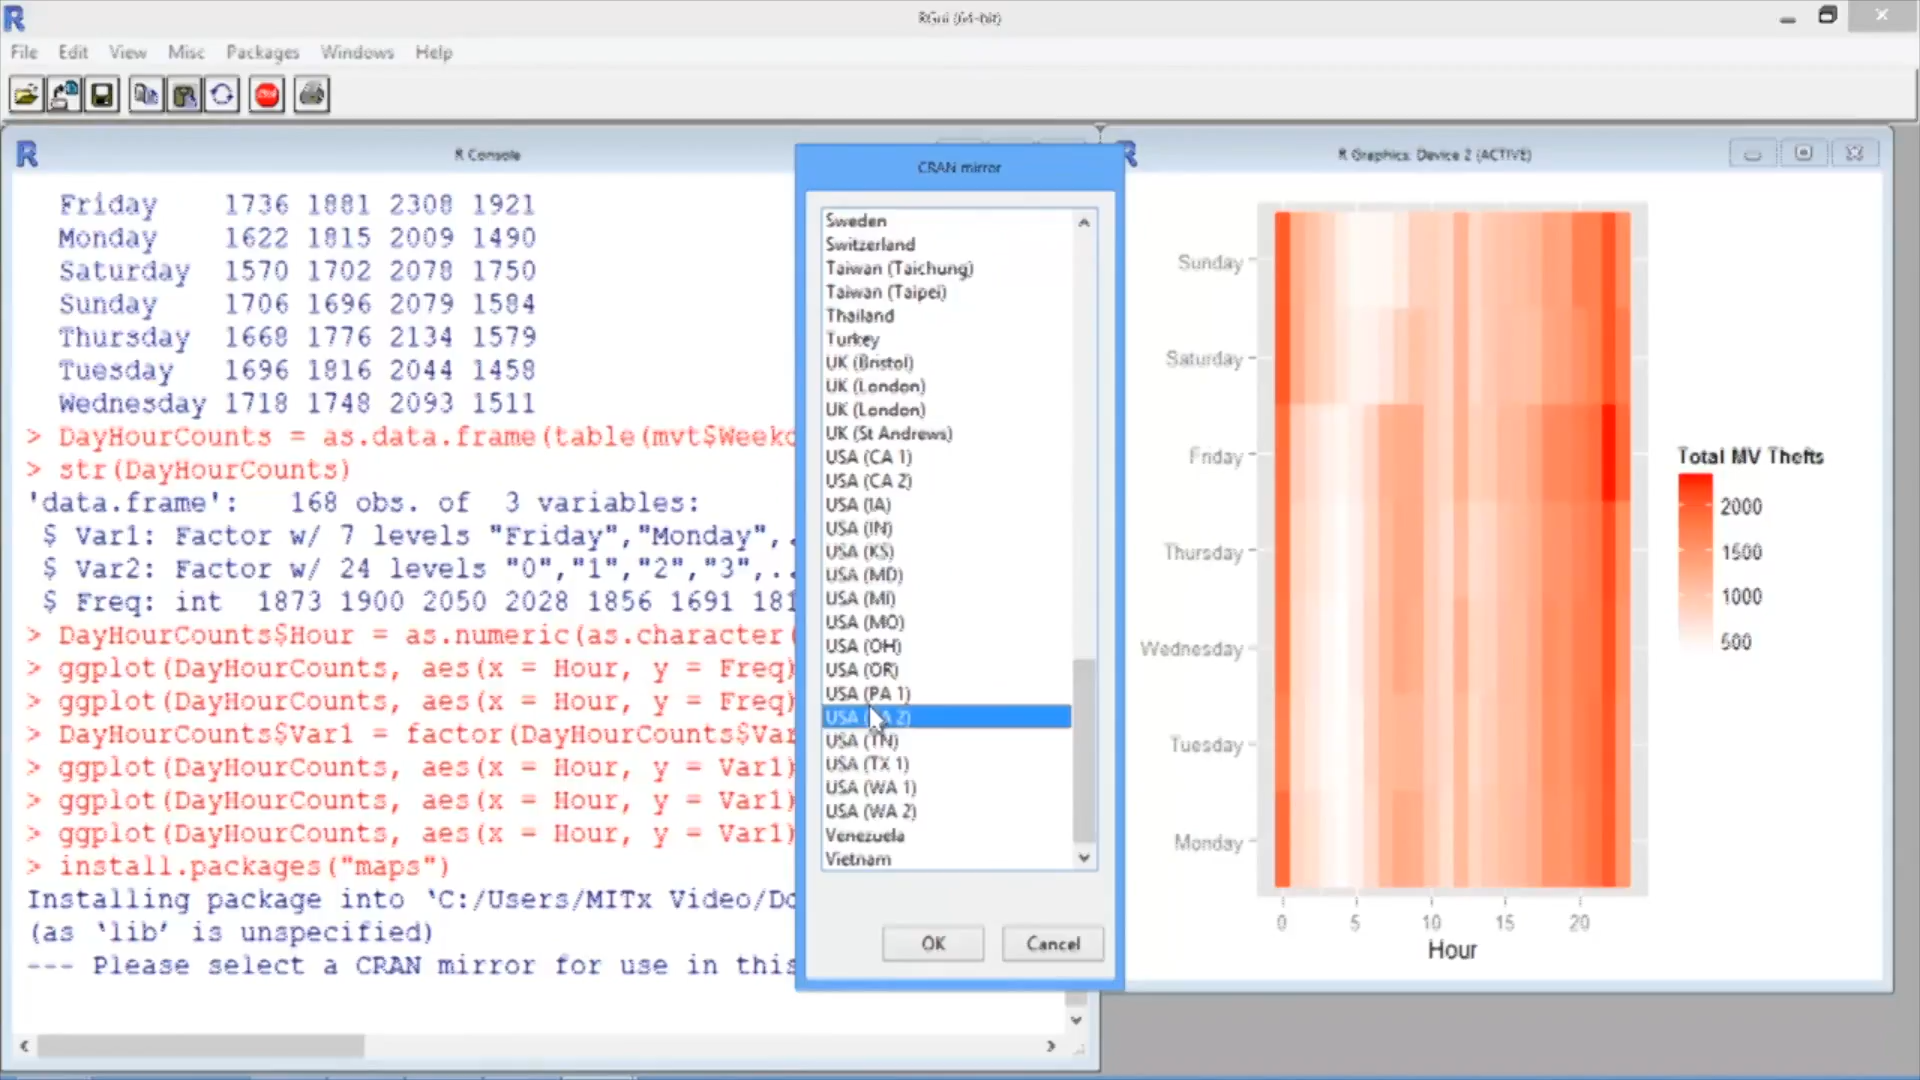 RGui (64-bit)
File Edit View Misc Packages Windows Help
R Console
Friday 1736 1881 2308 1921
Monday 1622 1815 2009 1490
Saturday 1570 1702 2078 1750
Sunday 1706 1696 2079 1584
Thursday 1668 1776 2134 1579
Tuesday 1696 1816 2044 1458
Wednesday 1718 1748 2093 1511
> DayHourCounts = as.data.frame(table(mvt$Weekd
> str(DayHourCounts)
'data.frame': 168 obs. of 3 variables:
$ Var1: Factor w/ 7 levels "Friday","Monday",..
$ Var2: Factor w/ 24 levels "0","1","2","3",..
$ Freq: int 1873 1900 2050 2028 1856 1691 181
> DayHourCounts$Hour = as.numeric(as.character(
> ggplot(DayHourCounts, aes(x = Hour, y = Freq)
> ggplot(DayHourCounts, aes(x = Hour, y = Freq)
> DayHourCounts$Var1 = factor(DayHourCounts$Var
> ggplot(DayHourCounts, aes(x = Hour, y = Var1)
> ggplot(DayHourCounts, aes(x = Hour, y = Var1)
> ggplot(DayHourCounts, aes(x = Hour, y = Var1)
> install.packages("maps")
Installing package into ‘C:/Users/MITx Video/Do
(as ‘lib’ is unspecified)
--- Please select a CRAN mirror for use in this
CRAN mirror
Sweden
Switzerland
Taiwan (Taichung)
Taiwan (Taipei)
Thailand
Turkey
UK (Bristol)
UK (London)
UK (London)
UK (St Andrews)
USA (CA 1)
USA (CA 2)
USA (IA)
USA (IN)
USA (KS)
USA (MD)
USA (MI)
USA (MO)
USA (OH)
USA (OR)
USA (PA 1)
USA (PA 2)
USA (TN)
USA (TX 1)
USA (WA 1)
USA (WA 2)
Venezuela
Vietnam
OK Cancel
R Graphics: Device 2 (ACTIVE)
Sunday
Saturday
Friday
Thursday
Wednesday
Tuesday
Monday
0 5 10 15 20
Hour
Total MV Thefts
2000
1500
1000
500